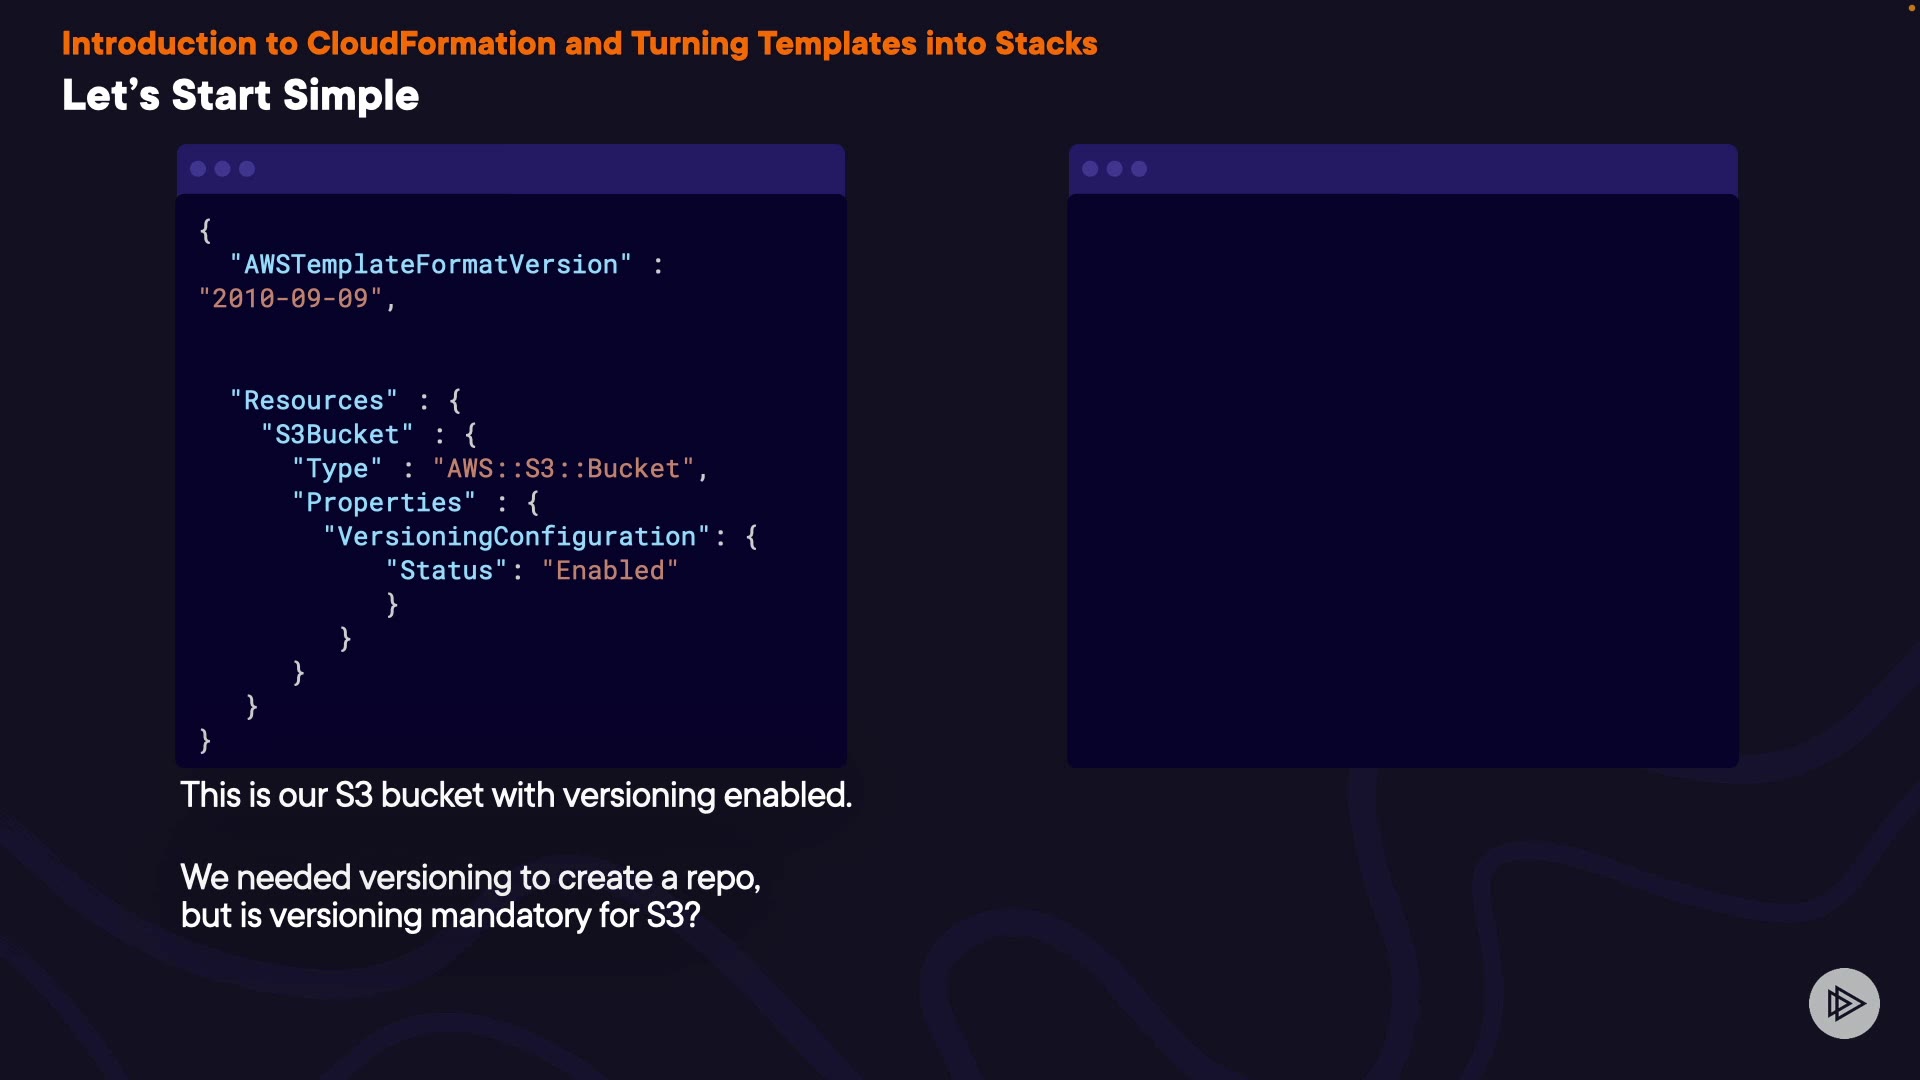 Introduction to CloudFormation and Turning Templates into Stacks
Let’s Start Simple
{
  "AWSTemplateFormatVersion" :
"2010-09-09",
  "Resources" : {
    "S3Bucket" : {
      "Type" : "AWS::S3::Bucket",
      "Properties" : {
        "VersioningConfiguration": {
            "Status": "Enabled"
            }
         }
      }
   }
}
This is our S3 bucket with versioning enabled.
We needed versioning to create a repo,
but is versioning mandatory for S3?